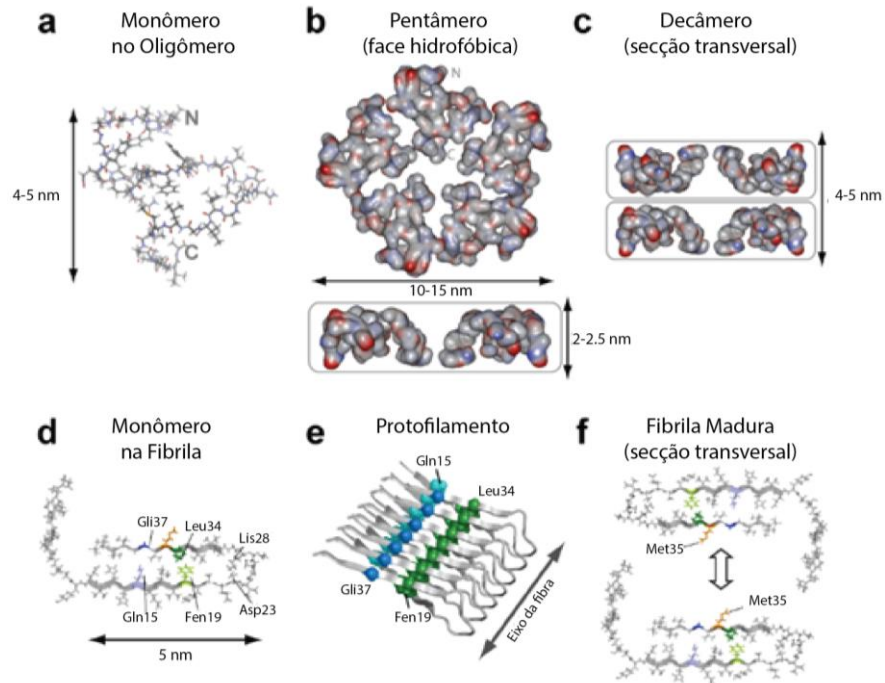 a Monômero
no Oligômero
N
C
4-5 nm
b Pentâmero
(face hidrofóbica)
N
C
10-15 nm
2-2.5 nm
c Decâmero
(secção transversal)
4-5 nm
d Monômero
na Fibrila
Gli37
Leu34
Lis28
Gln15
Fen19
Asp23
5 nm
e Protofilamento
Gln15
Leu34
Gli37
Fen19
Eixo da fibra
f Fibrila Madura
(secção transversal)
Met35
Met35